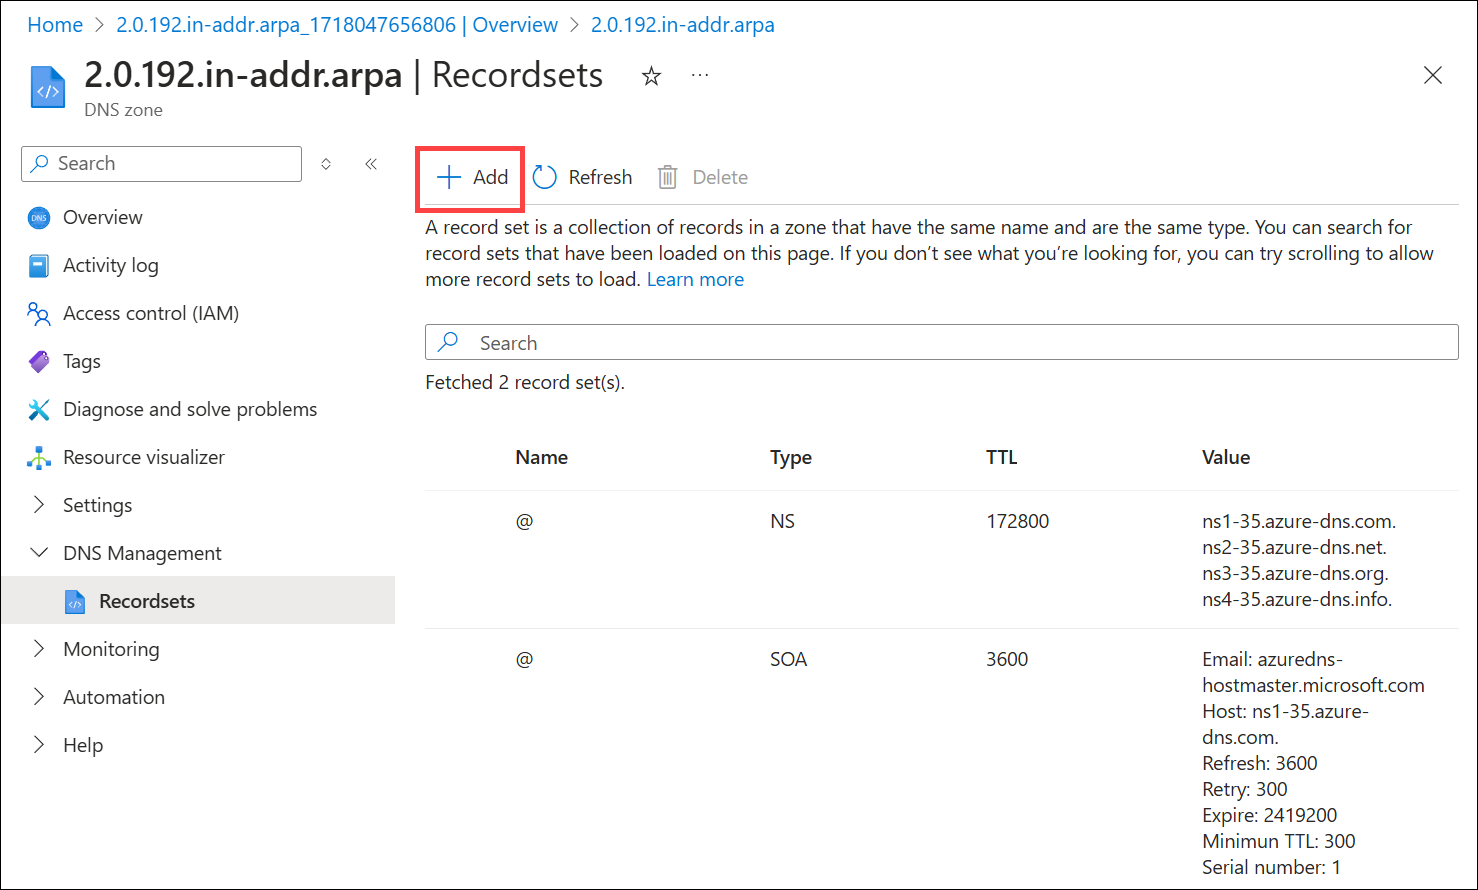 Home > 2.0.192.in-addr.arpa_1718047656806 | Overview > 2.0.192.in-addr.arpa
2.0.192.in-addr.arpa | Recordsets
DNS zone
Search
Overview
Activity log
Access control (IAM)
Tags
Diagnose and solve problems
Resource visualizer
Settings
DNS Management
Recordsets
Monitoring
Automation
Help
Add Refresh Delete
A record set is a collection of records in a zone that have the same name and are the same type. You can search for
record sets that have been loaded on this page. If you don’t see what you’re looking for, you can try scrolling to allow
more record sets to load. Learn more
Search
Fetched 2 record set(s).
Name Type TTL Value
@ NS 172800 ns1-35.azure-dns.com.
ns2-35.azure-dns.net.
ns3-35.azure-dns.org.
ns4-35.azure-dns.info.
@ SOA 3600 Email: azuredns-
hostmaster.microsoft.com
Host: ns1-35.azure-
dns.com.
Refresh: 3600
Retry: 300
Expire: 2419200
Minimun TTL: 300
Serial number: 1